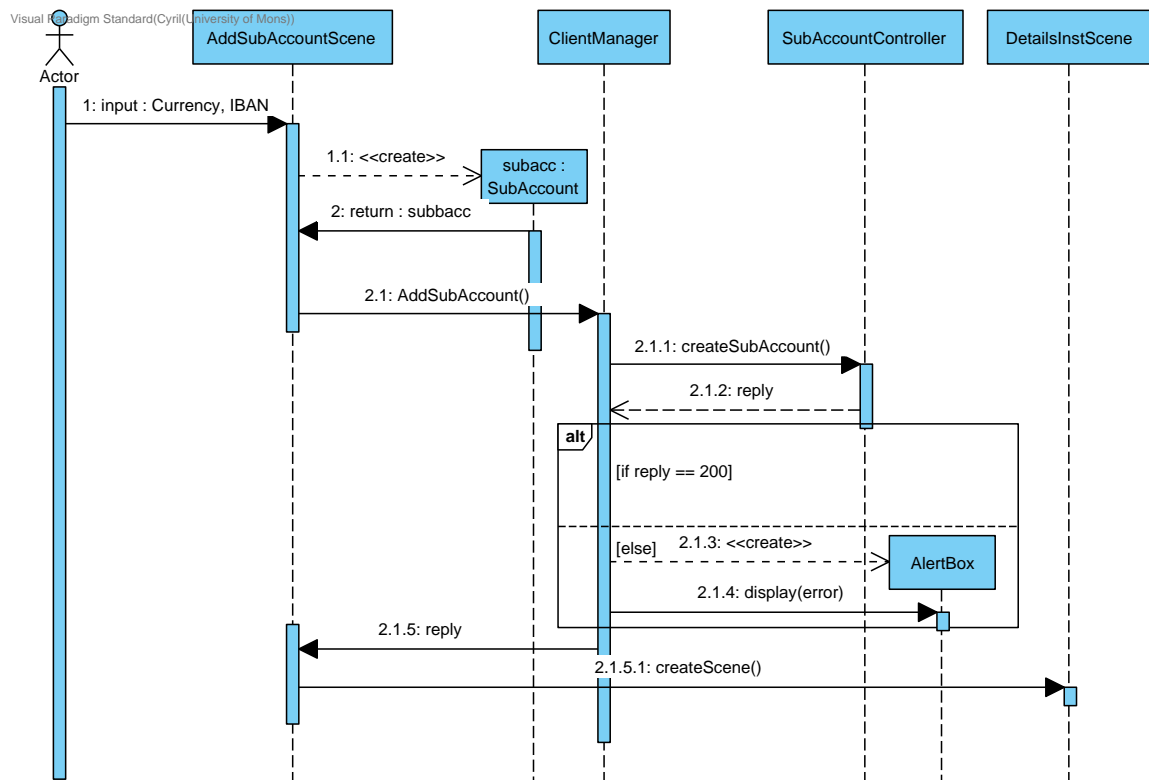 Visual Paradigm Standard(Cyril(University of Mons))
Actor
AddSubAccountScene
ClientManager
SubAccountController
DetailsInstScene
1: input : Currency, IBAN
1.1: <<create>>
subacc :
SubAccount
2: return : subbacc
2.1: AddSubAccount()
2.1.1: createSubAccount()
2.1.2: reply
alt
[if reply == 200]
[else]
2.1.3: <<create>>
AlertBox
2.1.4: display(error)
2.1.5: reply
2.1.5.1: createScene()